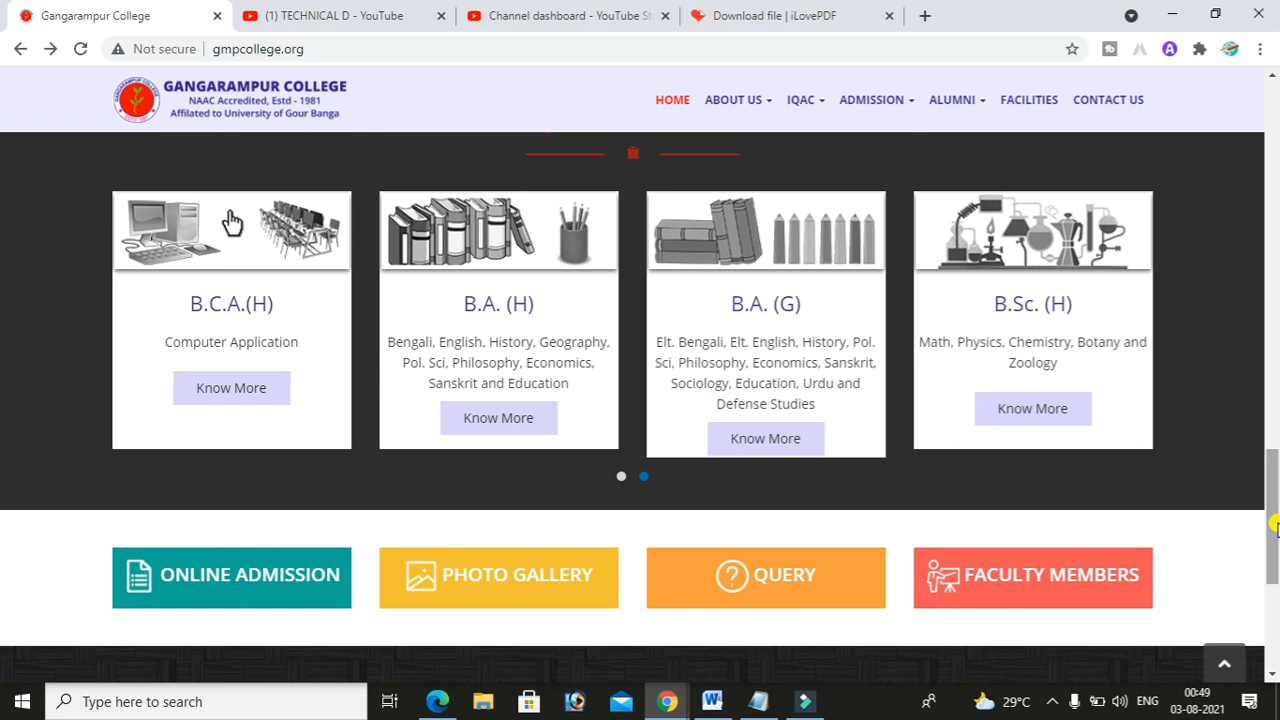 Gangarampur College
(1) TECHNICAL D - YouTube
Channel dashboard - YouTube St
Download file | iLovePDF
Not secure
gmpcollege.org
GANGARAMPUR COLLEGE
NAAC Accredited, Estd - 1981
Affilated to University of Gour Banga
HOME
ABOUT US
IQAC
ADMISSION
ALUMNI
FACILITIES
CONTACT US
B.C.A.(H)
Computer Application
Know More
B.A. (H)
Bengali, English, History, Geography,
Pol. Sci, Philosophy, Economics,
Sanskrit and Education
Know More
B.A. (G)
Elt. Bengali, Elt. English, History, Pol.
Sci, Philosophy, Economics, Sanskrit,
Sociology, Education, Urdu and
Defense Studies
Know More
B.Sc. (H)
Math, Physics, Chemistry, Botany and
Zoology
Know More
ONLINE ADMISSION
PHOTO GALLERY
QUERY
FACULTY MEMBERS
Type here to search
29°C
ENG
00:49
03-08-2021